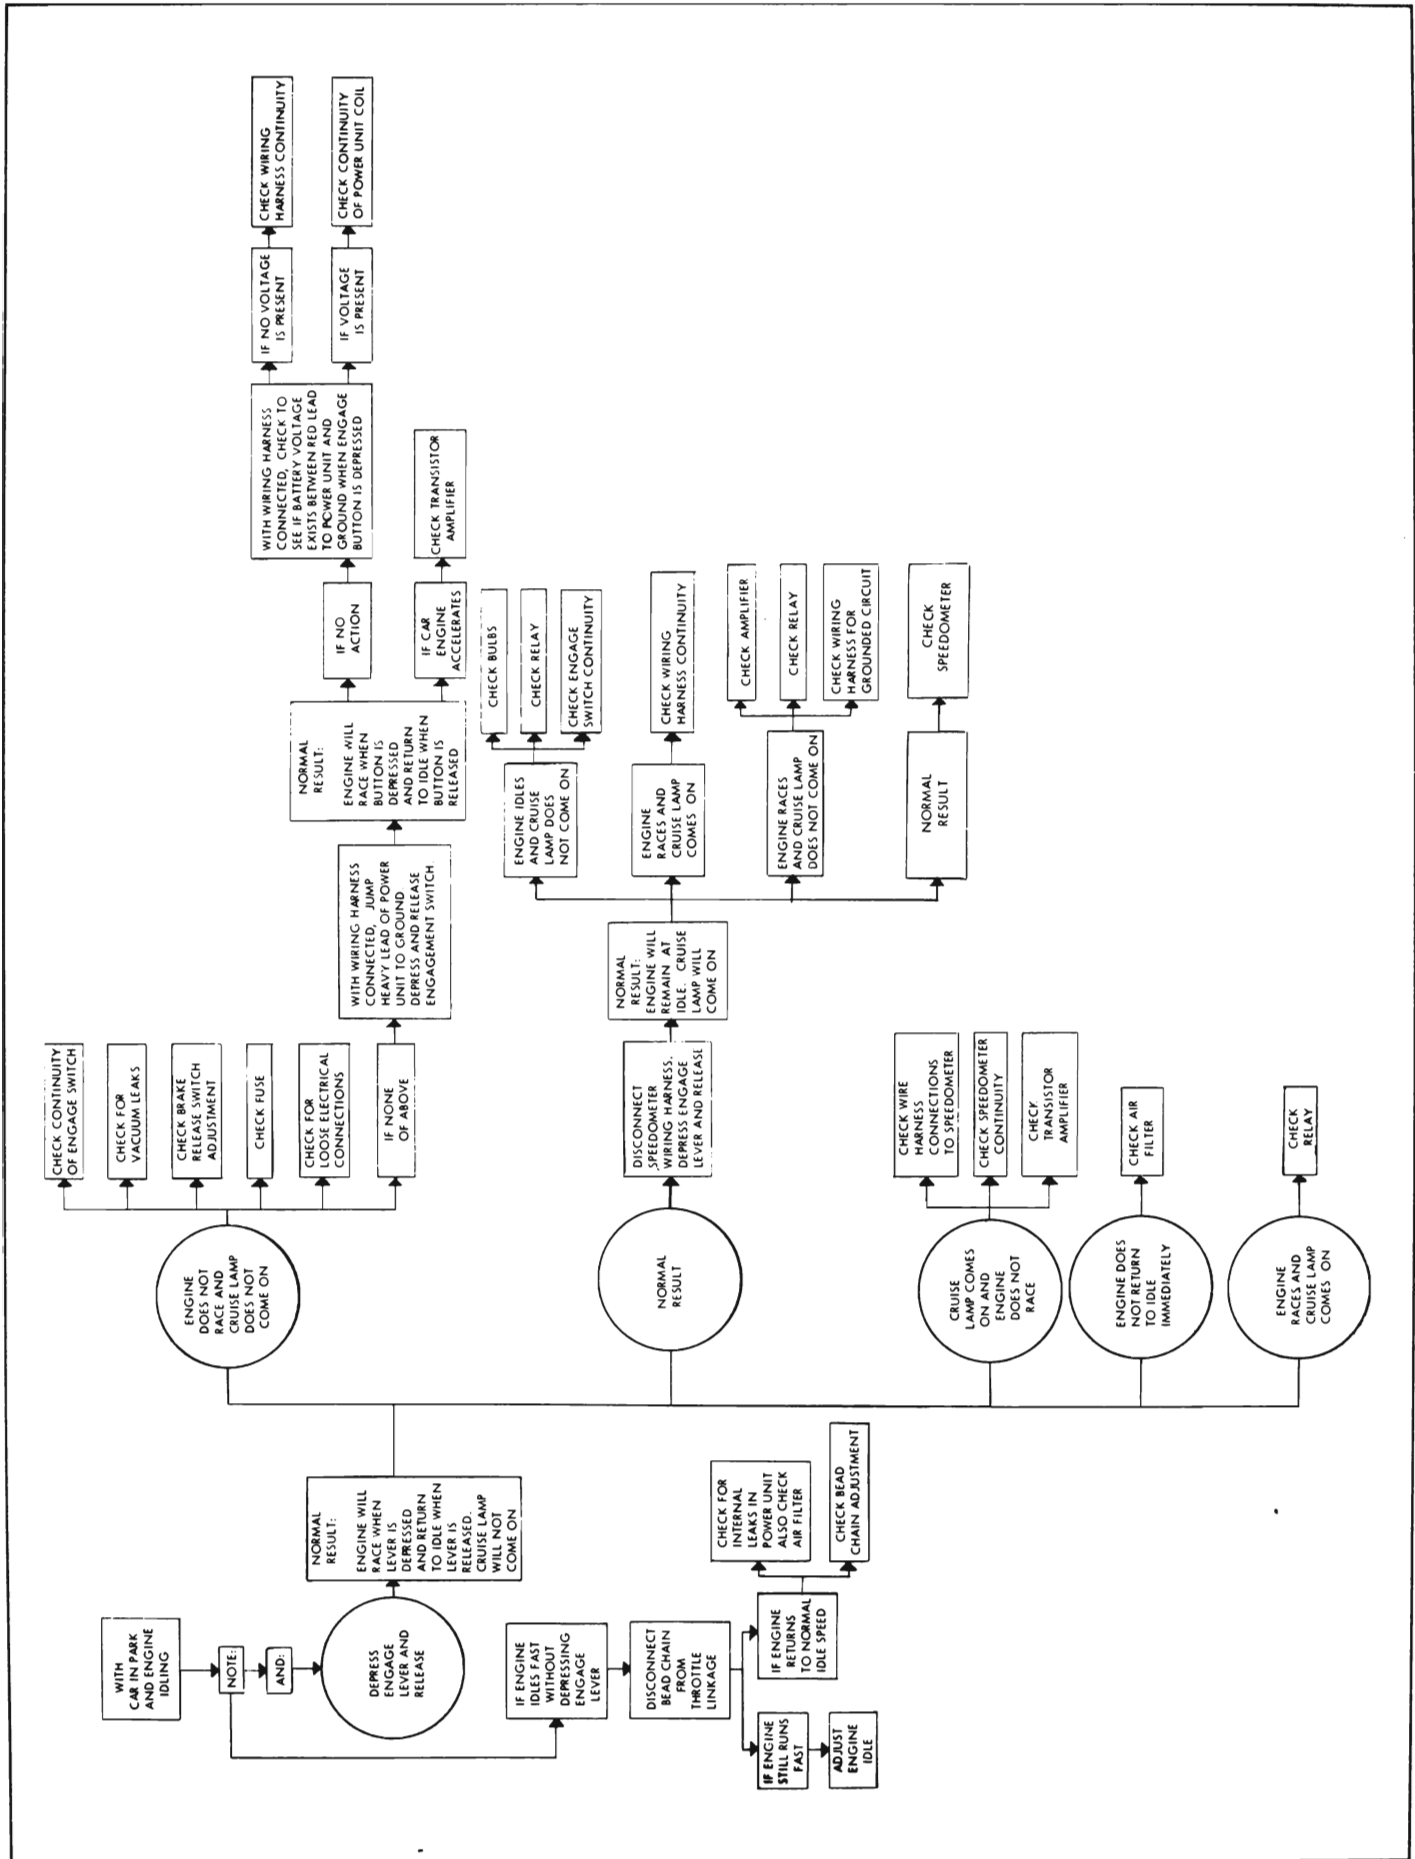 WITH
CAR IN PARK
AND ENGINE
IDLING
NOTE:
AND:
DEPRESS
ENGAGE
LEVER AND
RELEASE
NORMAL
RESULT:
ENGINE WILL
RACE WHEN
LEVER IS
DEPRESSED
AND RETURN
TO IDLE WHEN
LEVER IS
RELEASED.
CRUISE LAMP
WILL NOT
COME ON
IF ENGINE
IDLES FAST
WITHOUT
DEPRESSING
ENGAGE
LEVER
DISCONNECT
BEAD CHAIN
FROM
THROTTLE
LINKAGE
IF ENGINE
STILL RUNS
FAST
ADJUST
ENGINE
IDLE
IF ENGINE
RETURNS
TO NORMAL
IDLE SPEED
CHECK FOR
INTERNAL
LEAKS IN
POWER UNIT
ALSO CHECK
AIR FILTER
CHECK BEAD
CHAIN ADJUSTMENT
ENGINE
DOES NOT
RACE AND
CRUISE LAMP
DOES NOT
COME ON
CHECK CONTINUITY
OF ENGAGE SWITCH
CHECK FOR
VACUUM LEAKS
CHECK BRAKE
RELEASE SWITCH
ADJUSTMENT
CHECK FUSE
CHECK FOR
LOOSE ELECTRICAL
CONNECTIONS
IF NONE
OF ABOVE
WITH WIRING HARNESS
CONNECTED, JUMP
HEAVY LEAD OF POWER
UNIT TO GROUND
DEPRESS AND RELEASE
ENGAGEMENT SWITCH
NORMAL
RESULT:
ENGINE WILL
RACE WHEN
BUTTON IS
DEPRESSED
AND RETURN
TO IDLE WHEN
BUTTON IS
RELEASED
IF NO
ACTION
WITH WIRING HARNESS
CONNECTED, CHECK TO
SEE IF BATTERY VOLTAGE
EXISTS BETWEEN RED LEAD
TO POWER UNIT AND
GROUND WHEN ENGAGE
BUTTON IS DEPRESSED
IF NO VOLTAGE
IS PRESENT
CHECK WIRING
HARNESS CONTINUITY
IF VOLTAGE
IS PRESENT
CHECK CONTINUITY
OF POWER UNIT COIL
IF CAR
ENGINE
ACCELERATES
CHECK TRANSISTOR
AMPLIFIER
NORMAL
RESULT
DISCONNECT
SPEEDOMETER
WIRING HARNESS.
DEPRESS ENGAGE
LEVER AND RELEASE
NORMAL
RESULT:
ENGINE WILL
REMAIN AT
IDLE. CRUISE
LAMP WILL
COME ON
ENGINE IDLES
AND CRUISE
LAMP DOES
NOT COME ON
CHECK BULBS
CHECK RELAY
CHECK ENGAGE
SWITCH CONTINUITY
ENGINE
RACES AND
CRUISE LAMP
COMES ON
CHECK WIRING
HARNESS CONTINUITY
ENGINE RACES
AND CRUISE LAMP
DOES NOT COME ON
CHECK AMPLIFIER
CHECK RELAY
CHECK WIRING
HARNESS FOR
GROUNDED CIRCUIT
NORMAL
RESULT
CHECK
SPEEDOMETER
CRUISE
LAMP COMES
ON AND
ENGINE
DOES NOT
RACE
CHECK WIRE
HARNESS
CONNECTIONS
TO SPEEDOMETER
CHECK SPEEDOMETER
CONTINUITY
CHECK
TRANSISTOR
AMPLIFIER
ENGINE DOES
NOT RETURN
TO IDLE
IMMEDIATELY
CHECK AIR
FILTER
ENGINE
RACES AND
CRUISE LAMP
COMES ON
CHECK
RELAY